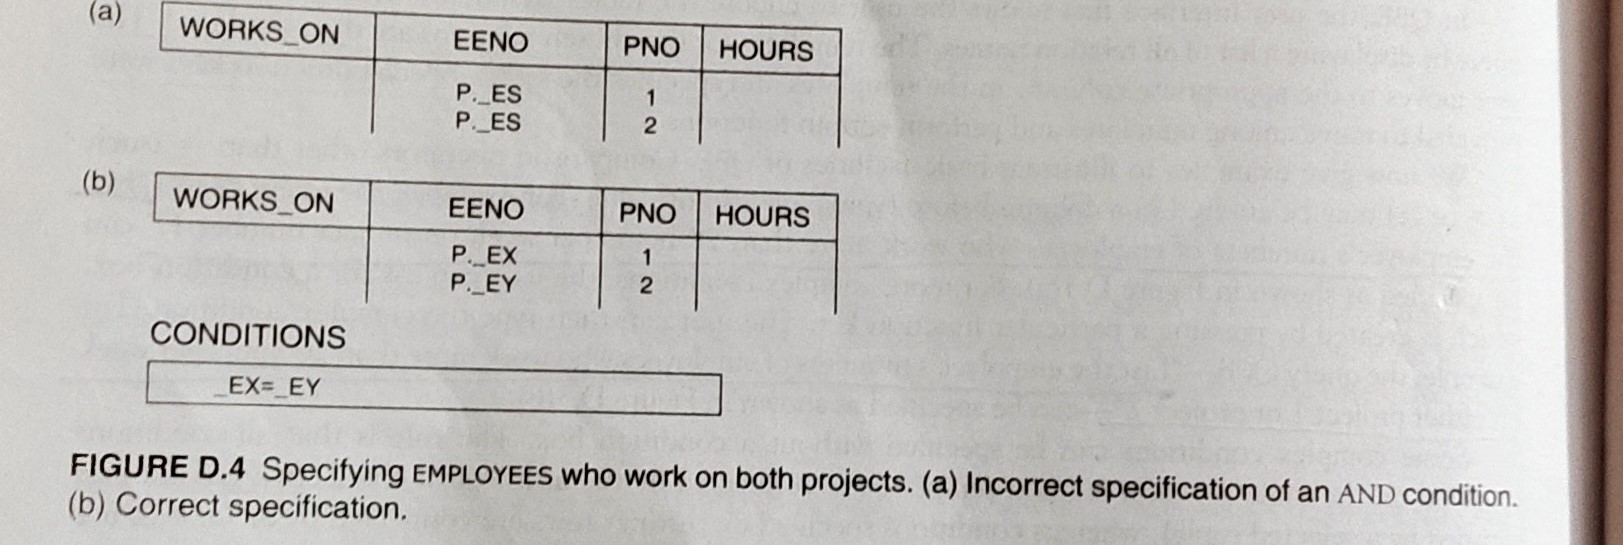 (a)
WORKS_ON EENO PNO HOURS
P._ES 1
P._ES 2
(b)
WORKS_ON EENO PNO HOURS
P._EX 1
P._EY 2
CONDITIONS
_EX=_EY
FIGURE D.4 Specifying EMPLOYEES who work on both projects. (a) Incorrect specification of an AND condition.
(b) Correct specification.